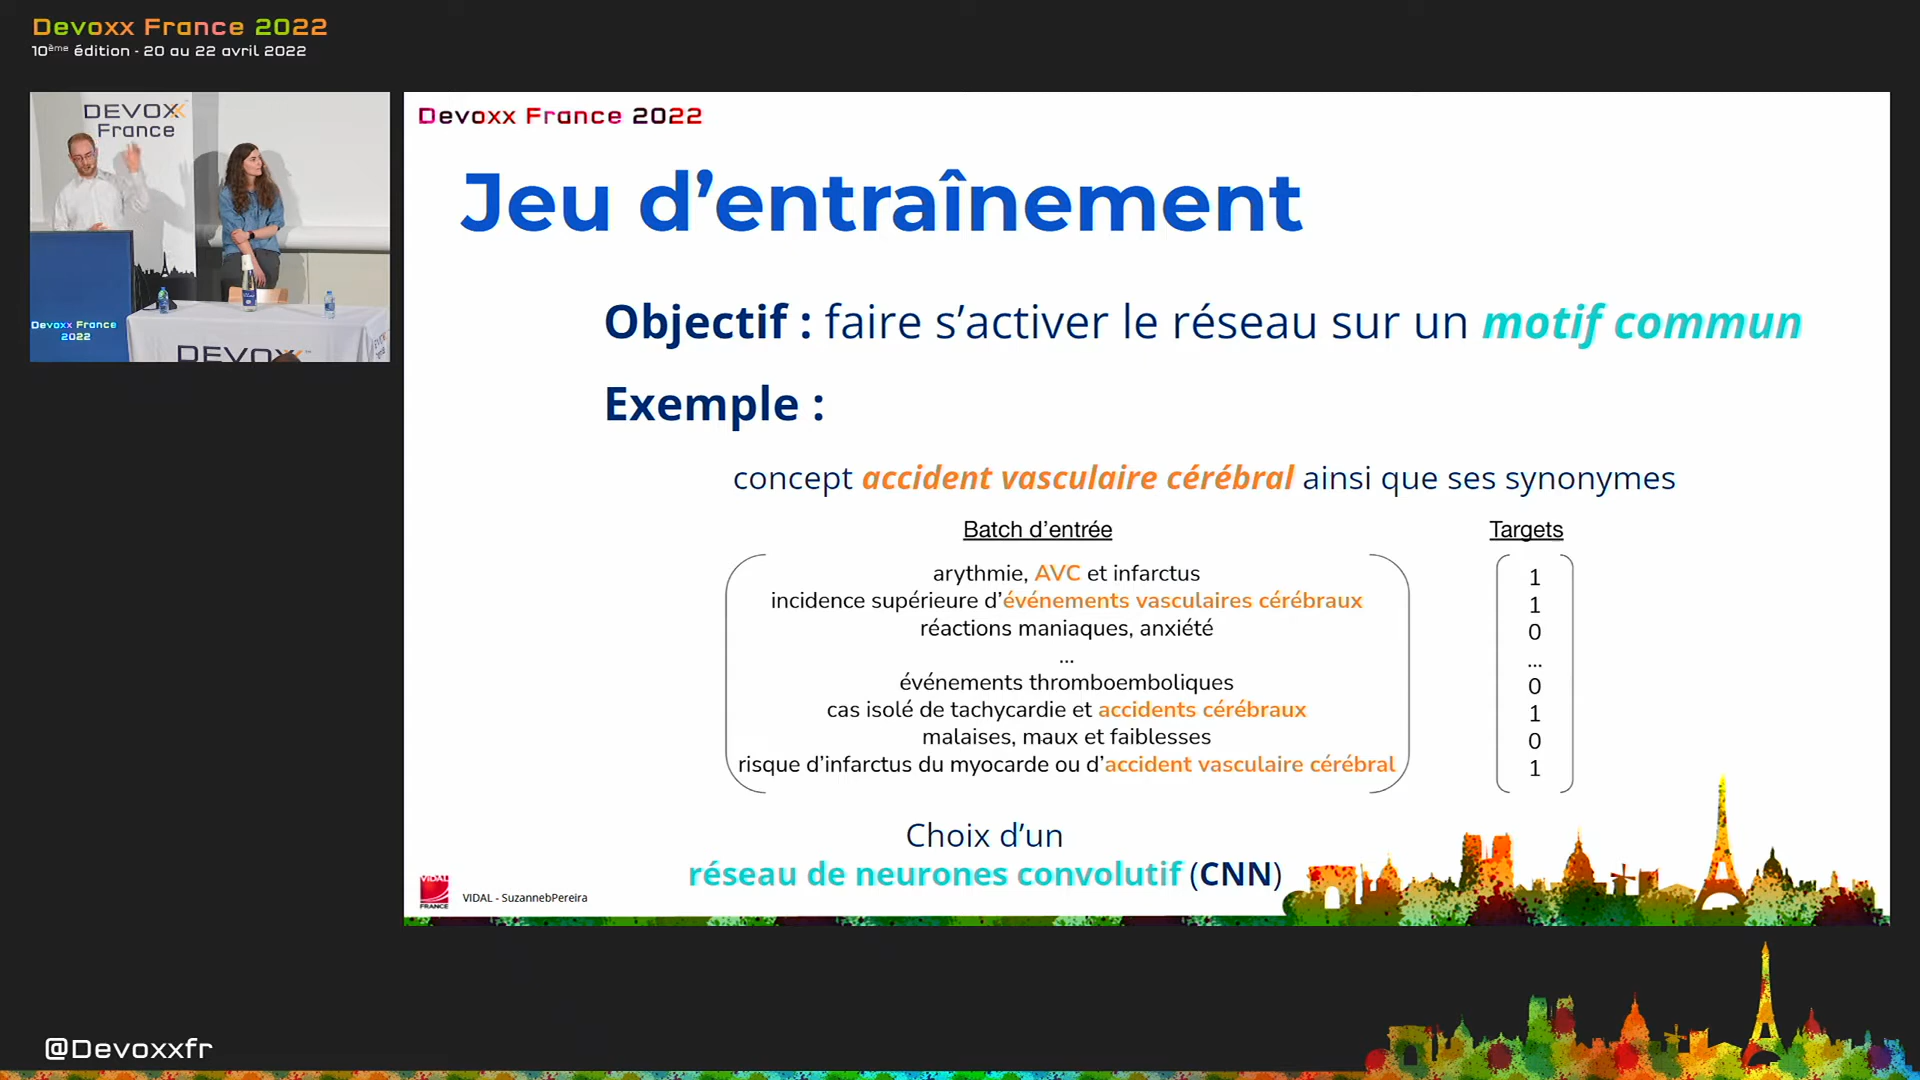 Devoxx France 2022
10ème édition - 20 au 22 avril 2022
DEVOXX
France
Devoxx France
2022
DEVOXX
Devoxx France 2022
Jeu d'entraînement
Objectif : faire s'activer le réseau sur un motif commun
Exemple :
concept accident vasculaire cérébral ainsi que ses synonymes
Batch d'entrée
Targets
arythmie, AVC et infarctus
1
incidence supérieure d'événements vasculaires cérébraux
1
réactions maniaques, anxiété
0
...
...
événements thromboemboliques
0
cas isolé de tachycardie et accidents cérébraux
1
malaises, maux et faiblesses
0
risque d'infarctus du myocarde ou d'accident vasculaire cérébral
1
Choix d'un
réseau de neurones convolutif (CNN)
VIDAL
FRANCE
VIDAL - SuzannebPereira
@Devoxxfr